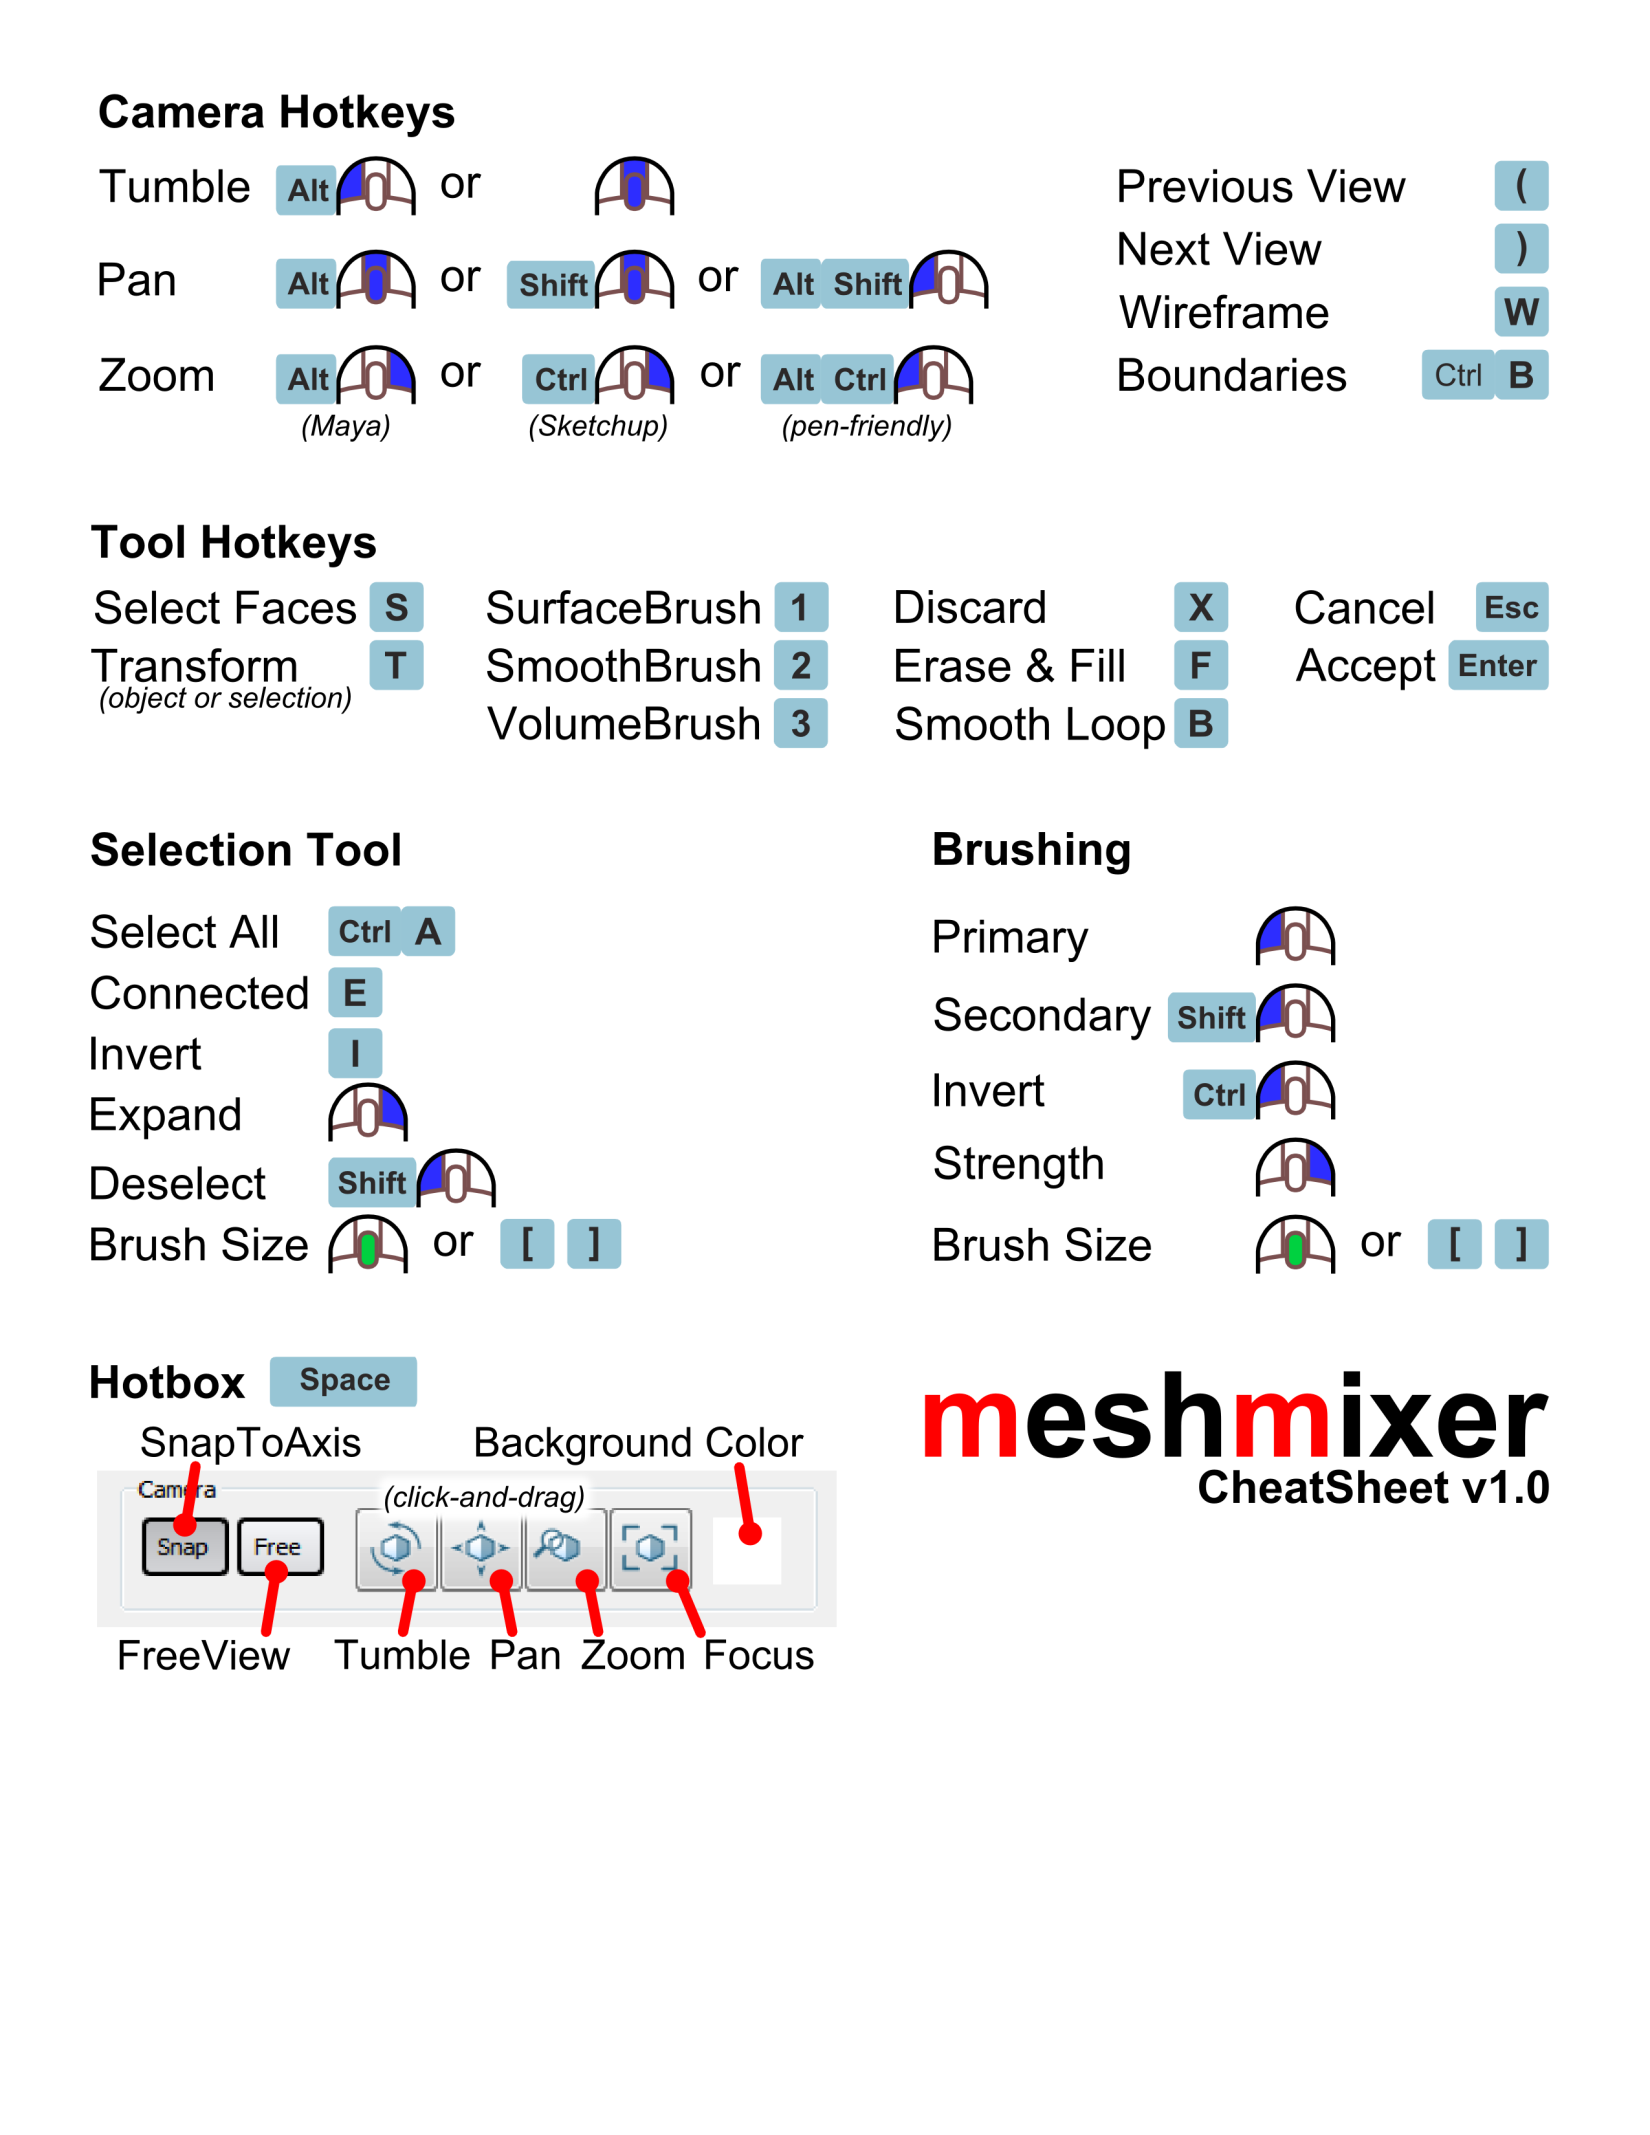 Camera Hotkeys
Tumble Alt or
Pan Alt or Shift or Alt Shift
Zoom Alt or Ctrl or Alt Ctrl
(Maya) (Sketchup) (pen-friendly)
Previous View (
Next View )
Wireframe W
Boundaries Ctrl B
Tool Hotkeys
Select Faces S SurfaceBrush 1 Discard X Cancel Esc
Transform T SmoothBrush 2 Erase & Fill F Accept Enter
(object or selection)
VolumeBrush 3 Smooth Loop B
Selection Tool
Select All Ctrl A
Connected E
Invert I
Expand
Deselect Shift
Brush Size or [ ]
Brushing
Primary
Secondary Shift
Invert Ctrl
Strength
Brush Size or [ ]
Hotbox Space
SnapToAxis Background Color
Camera (click-and-drag)
Snap Free
FreeView Tumble Pan Zoom Focus
meshmixer
CheatSheet v1.0